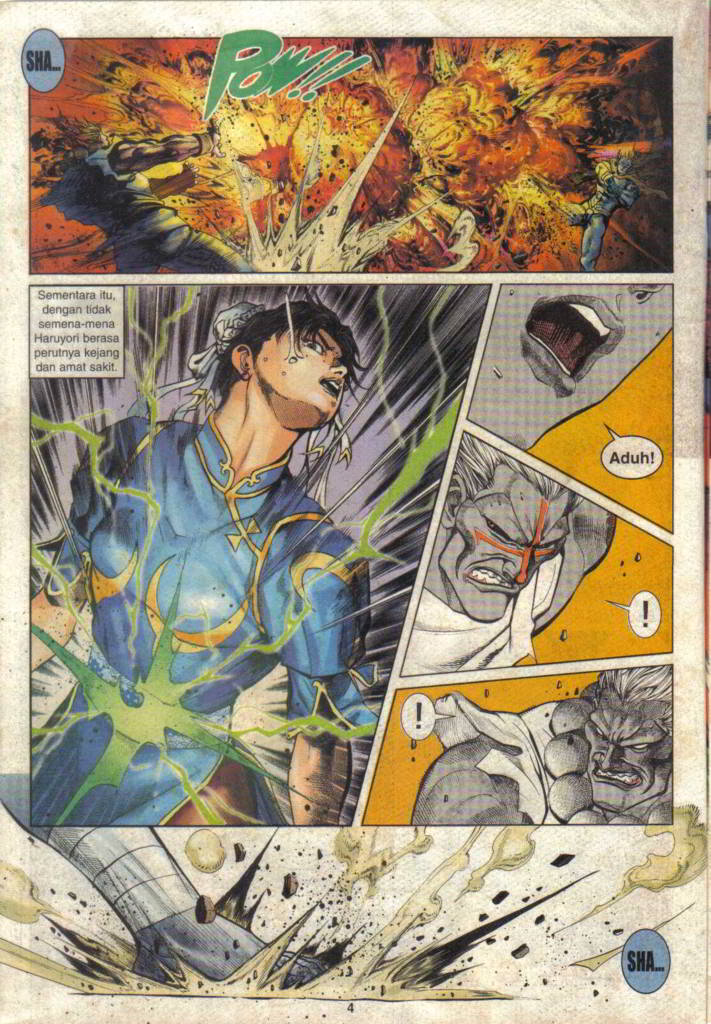 SHA...
POW!!!
Sementara itu,
dengan tidak
semena-mena
Haruyori berasa
perutnya kejang
dan amat sakit.
Aduh!
!
!
SHA...
4